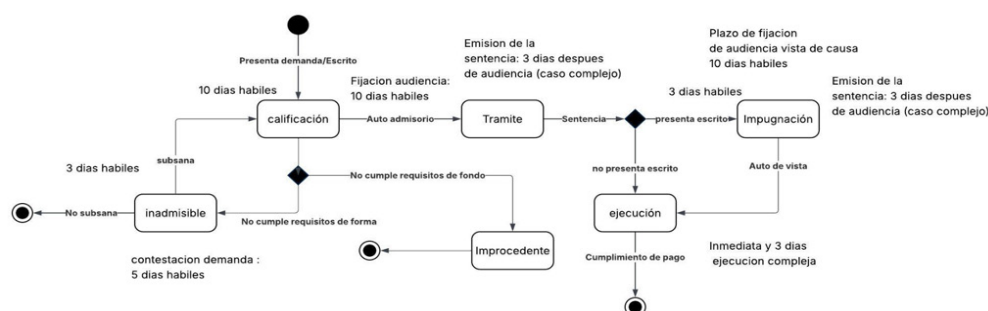 Plazo de fijacion
de audiencia vista de causa
10 dias habiles
Emision de la
sentencia: 3 dias despues
de audiencia (caso complejo)
Presenta demanda/Escrito
Fijacion audiencia:
10 dias habiles
10 dias habiles
3 dias habiles
Emision de la
sentencia: 3 dias despues
de audiencia (caso complejo)
calificación
Auto admisorio
Tramite
Sentencia
presenta escrito
Impugnación
3 dias habiles
subsana
no presenta escrito
Auto de vista
No cumple requisitos de fondo
No subsana
inadmisible
No cumple requisitos de forma
ejecución
Improcedente
contestacion demanda :
5 dias habiles
Cumplimiento de pago
Inmediata y 3 dias
ejecucion compleja